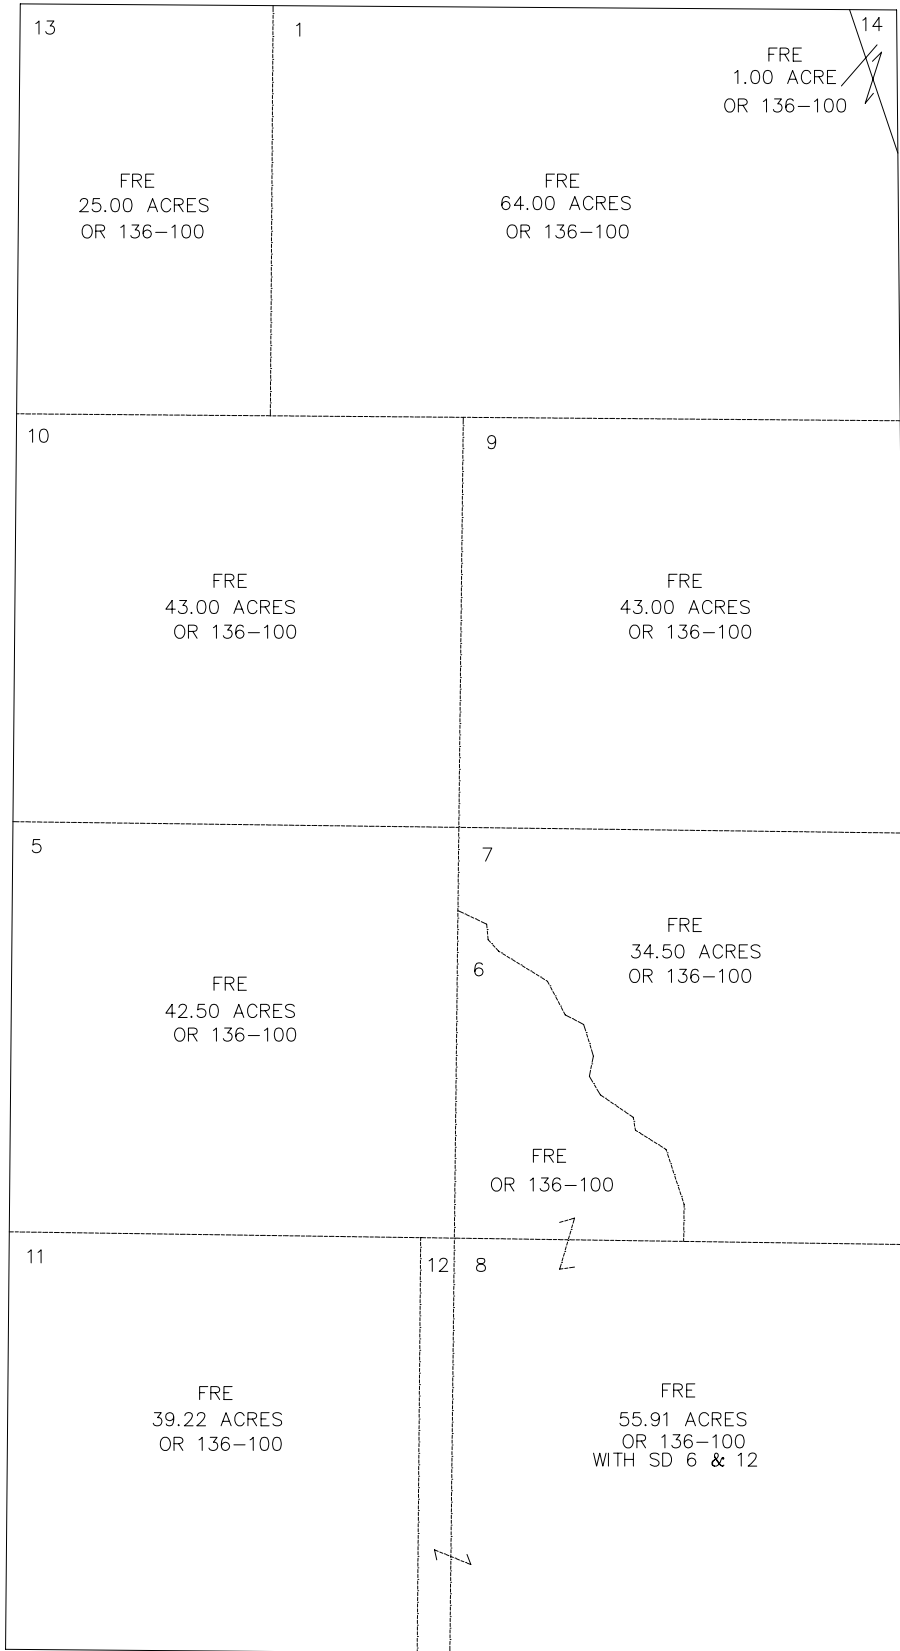 13
1
14
FRE
1.00 ACRE
OR 136-100
FRE
25.00 ACRES
OR 136-100
FRE
64.00 ACRES
OR 136-100
10
9
FRE
43.00 ACRES
OR 136-100
FRE
43.00 ACRES
OR 136-100
5
7
FRE
34.50 ACRES
OR 136-100
6
FRE
42.50 ACRES
OR 136-100
FRE
OR 136-100
11
12
8
FRE
39.22 ACRES
OR 136-100
FRE
55.91 ACRES
OR 136-100
WITH SD 6 & 12